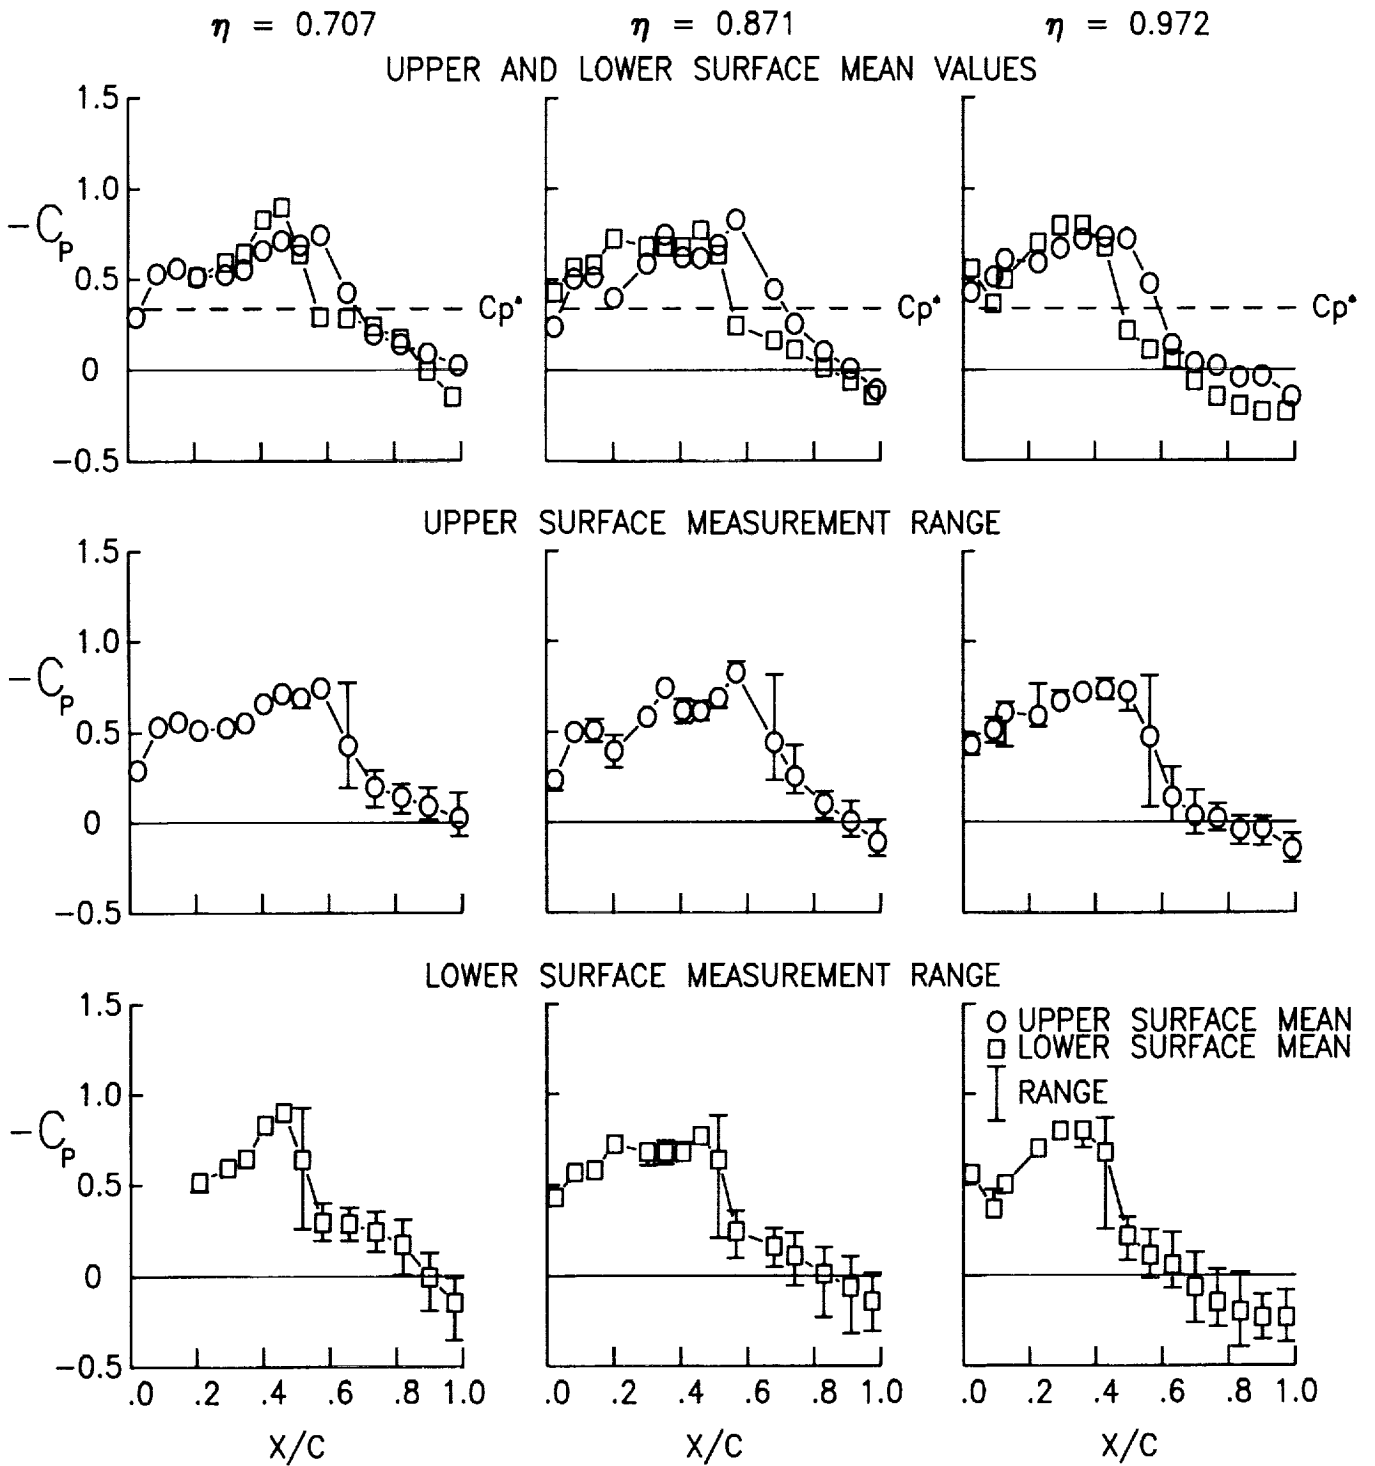 η = 0.707 η = 0.871 η = 0.972
UPPER AND LOWER SURFACE MEAN VALUES
1.5
1.0
-Cp
0.5
Cp* Cp* Cp*
0
-0.5
UPPER SURFACE MEASUREMENT RANGE
1.5
1.0
-Cp
0.5
0
-0.5
LOWER SURFACE MEASUREMENT RANGE
1.5
UPPER SURFACE MEAN
LOWER SURFACE MEAN
RANGE
1.0
-Cp
0.5
0
-0.5
.0 .2 .4 .6 .8 1.0 .0 .2 .4 .6 .8 1.0 .0 .2 .4 .6 .8 1.0
X/C X/C X/C